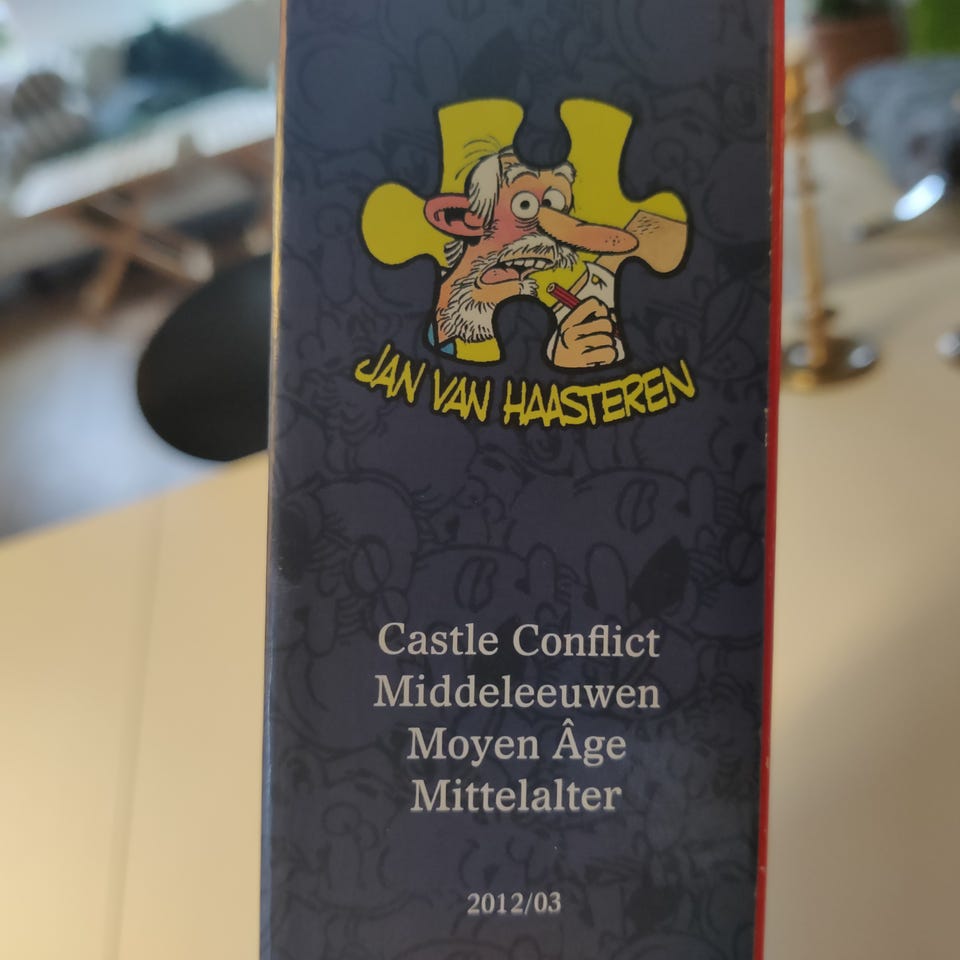 JAN VAN HAASTEREN
Castle Conflict
Middeleeuwen
Moyen Âge
Mittelalter
2012/03